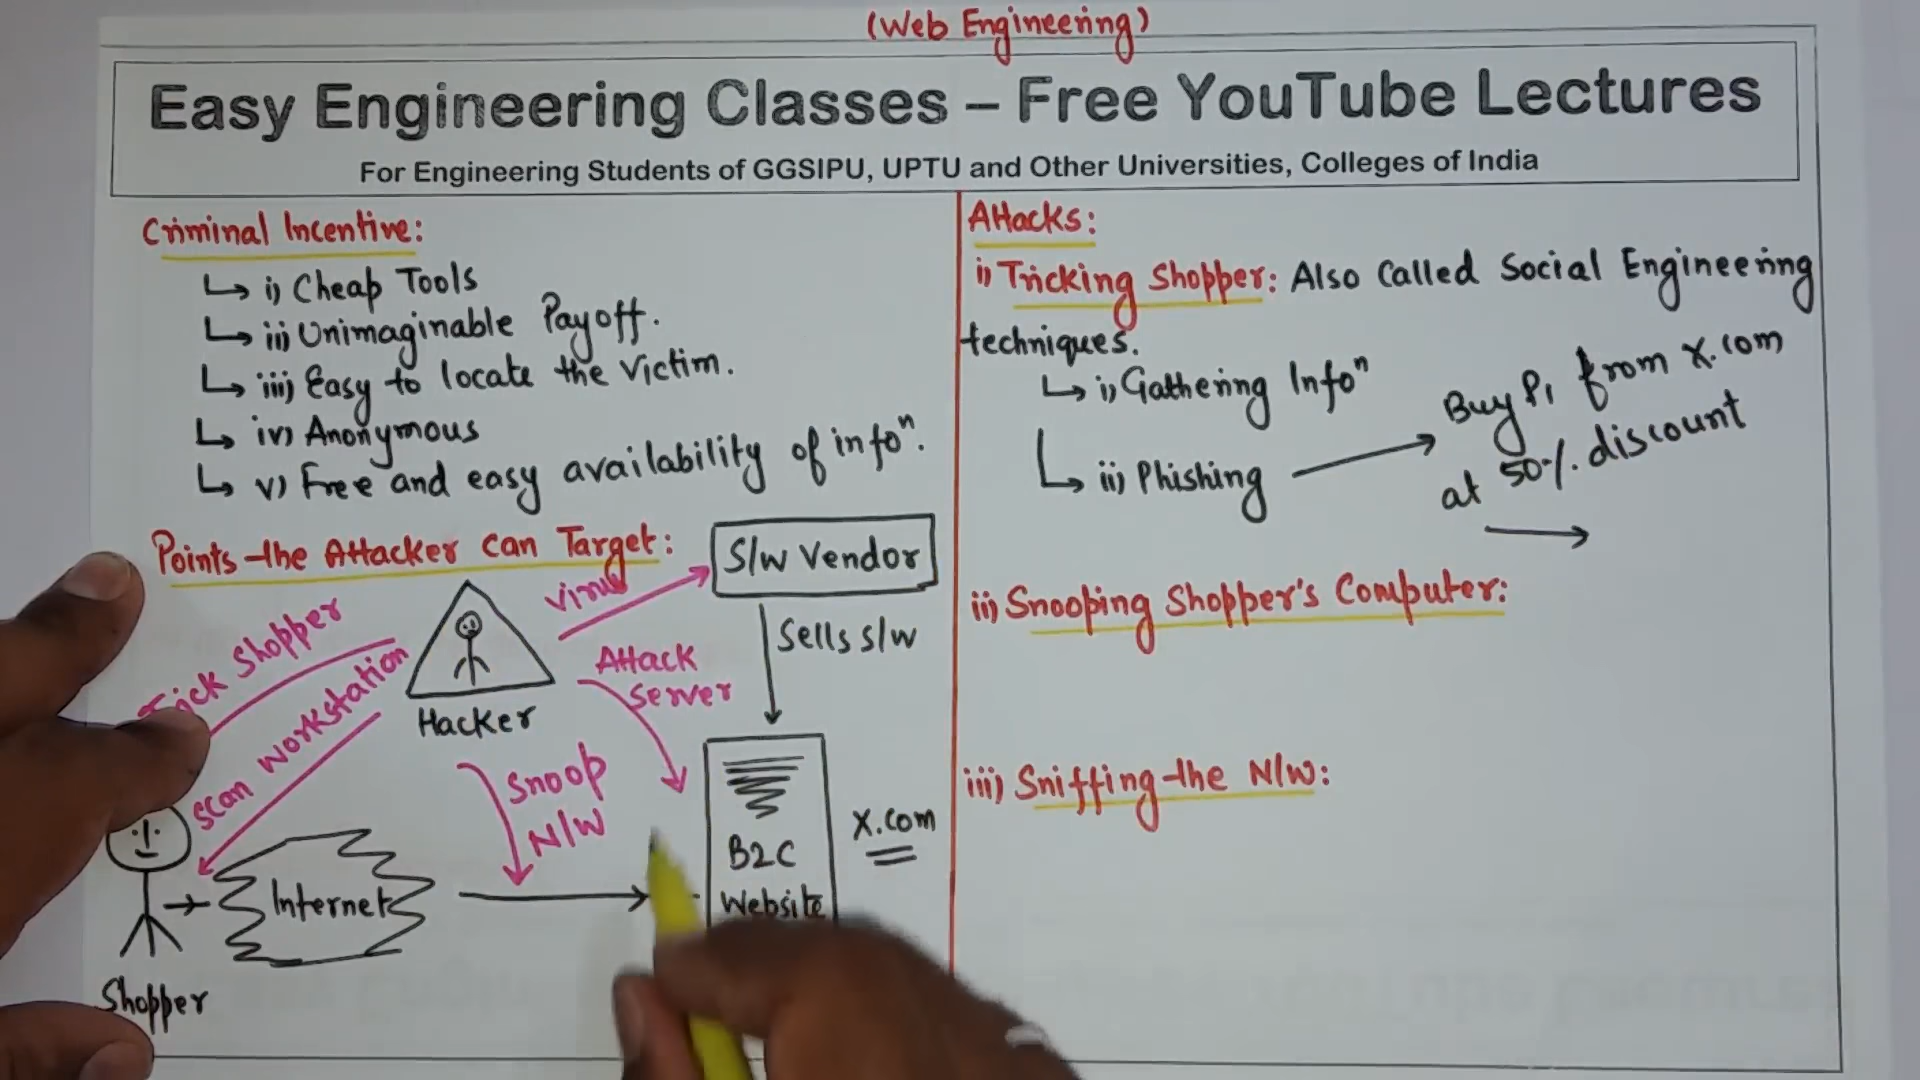 (Web Engineering)
Easy Engineering Classes – Free YouTube Lectures
For Engineering Students of GGSIPU, UPTU and Other Universities, Colleges of India
Criminal Incentive:
i) Cheap Tools
ii) Unimaginable Payoff.
iii) Easy to locate the Victim.
iv) Anonymous
v) Free and easy availability of infoⁿ.
Points the Attacker can Target:
S/w Vendor
Virus
Sells s/w
Trick Shopper
Scan Workstation
Hacker
Attack
Server
Snoop
N/W
B2C
Website
X.com
Internet
Shopper
Attacks:
i) Tricking Shopper: Also Called Social Engineering
techniques.
i) Gathering Infoⁿ
ii) Phishing
Buy P1 from X.com
at 50%. discount
ii) Snooping Shopper's Computer:
iii) Sniffing the N/W: